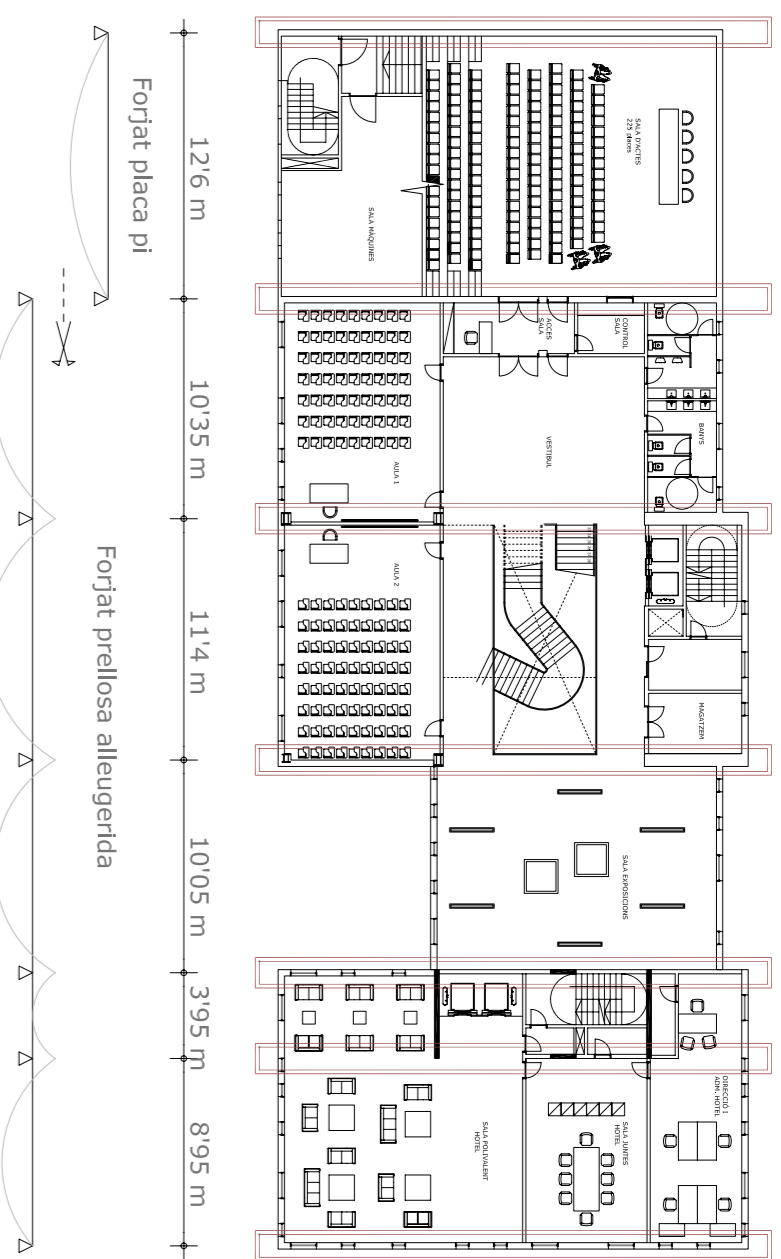 Forjat placa pi
Forjat prellosa alleugerida
12'6 m
10'35 m
11'4 m
10'05 m
3'95 m
8'95 m
SALA D'ACTES
225 places
SALA MÀQUINES
ACCÉS
SALA
CONTROL
SALA
BANYS
VESTÍBUL
AULA 1
AULA 2
MAGATZEM
SALA EXPOSICIONS
DIRECCIÓ I
ADM. HOTEL
SALA JUNTES
HOTEL
SALA POLIVALENT
HOTEL